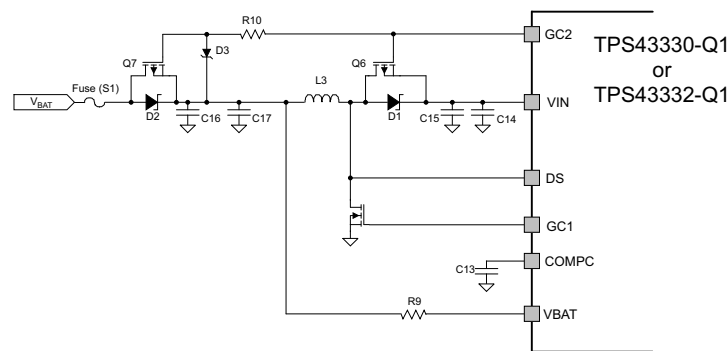 R10
GC2
TPS43330-Q1
or
TPS43332-Q1
Q7
D3
Q6
Fuse (S1)
L3
VBAT
VIN
D2
C16
C17
D1
C15
C14
DS
GC1
COMPC
C13
R9
VBAT